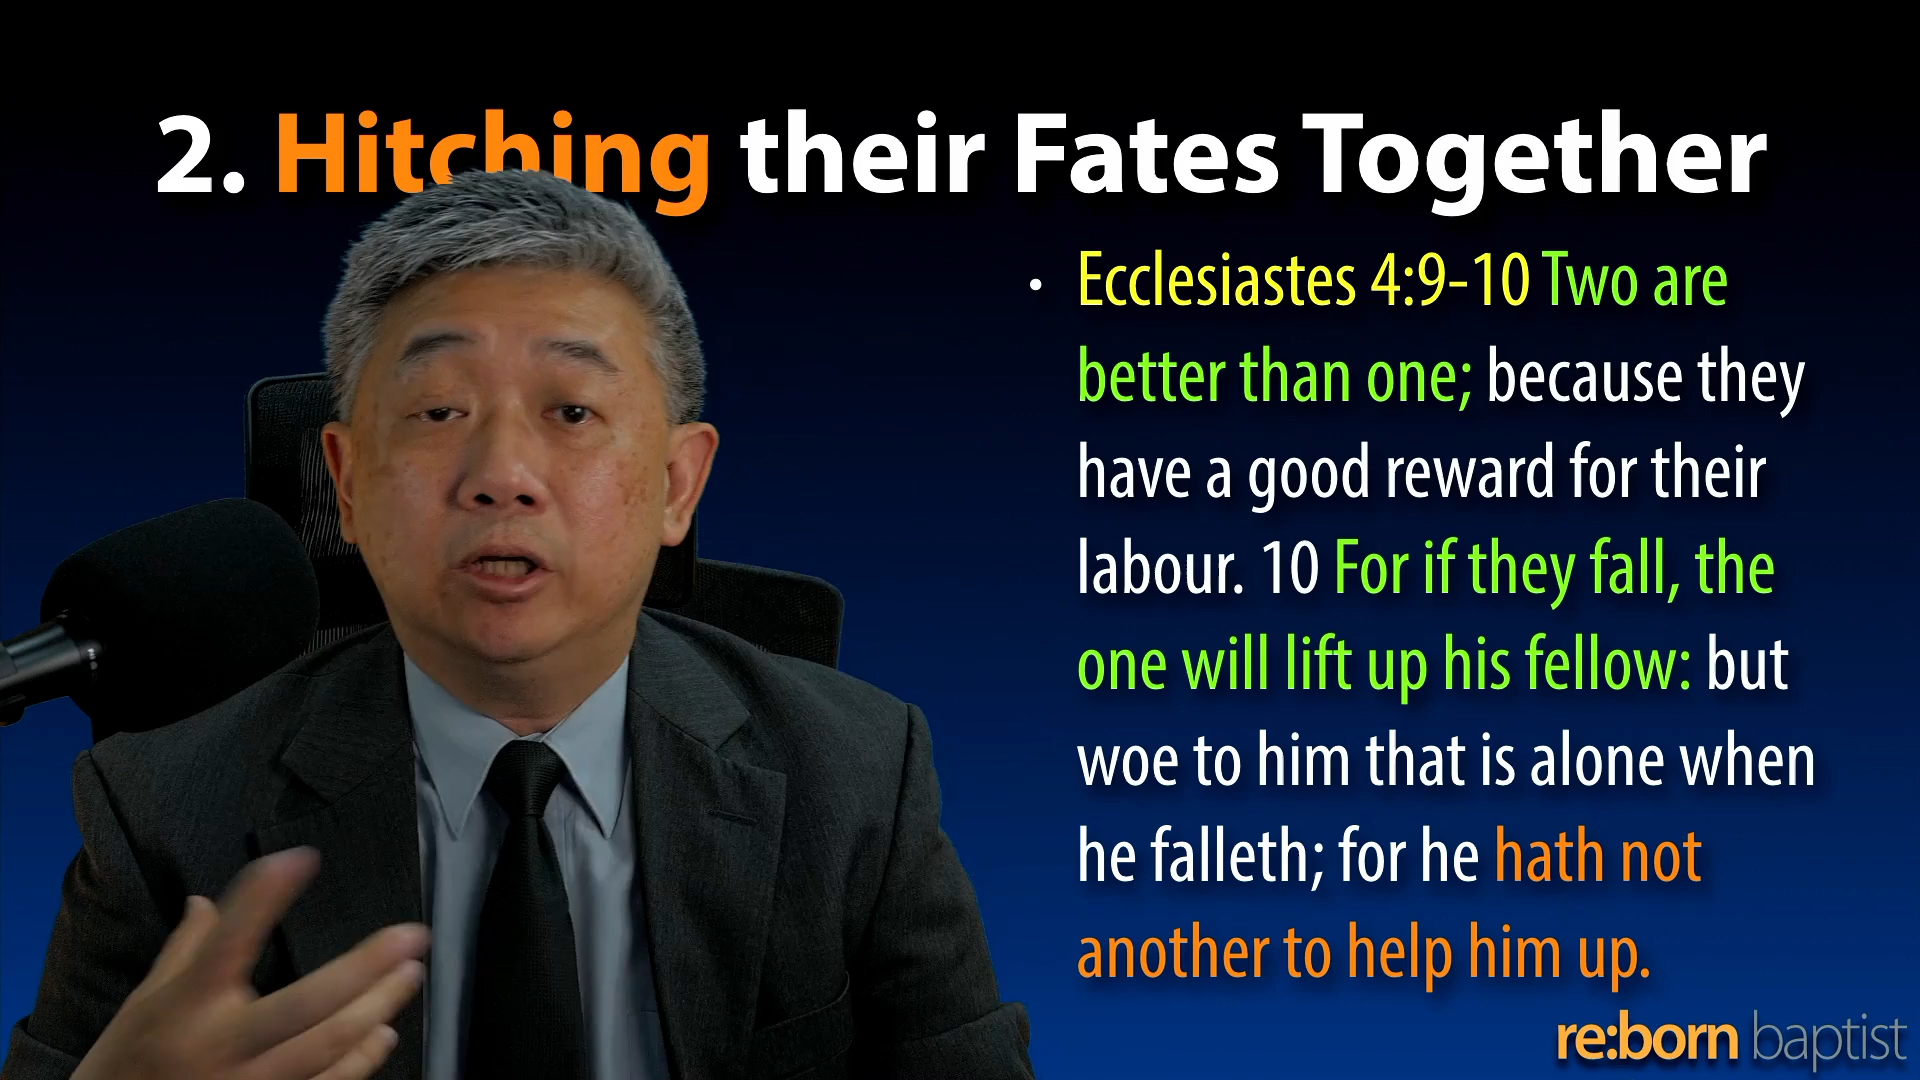 2. Hitching their Fates Together
• Ecclesiastes 4:9-10 Two are
better than one; because they
have a good reward for their
labour. 10 For if they fall, the
one will lift up his fellow: but
woe to him that is alone when
he falleth; for he hath not
another to help him up.
re:born baptist